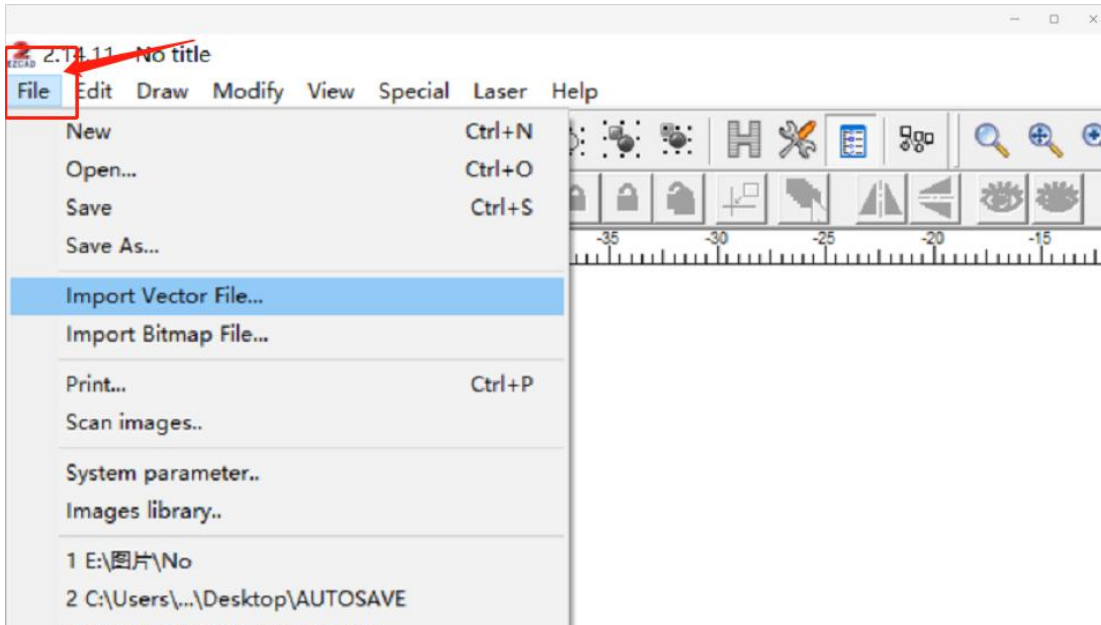 EZCAD 2.14.11 No title
File Edit Draw Modify View Special Laser Help
New Ctrl+N
Open... Ctrl+O
Save Ctrl+S
Save As...
-35 -30 -25 -20 -15
Import Vector File...
Import Bitmap File...
Print... Ctrl+P
Scan images..
System parameter..
Images library..
1 E:\图片\No
2 C:\Users\...\Desktop\AUTOSAVE